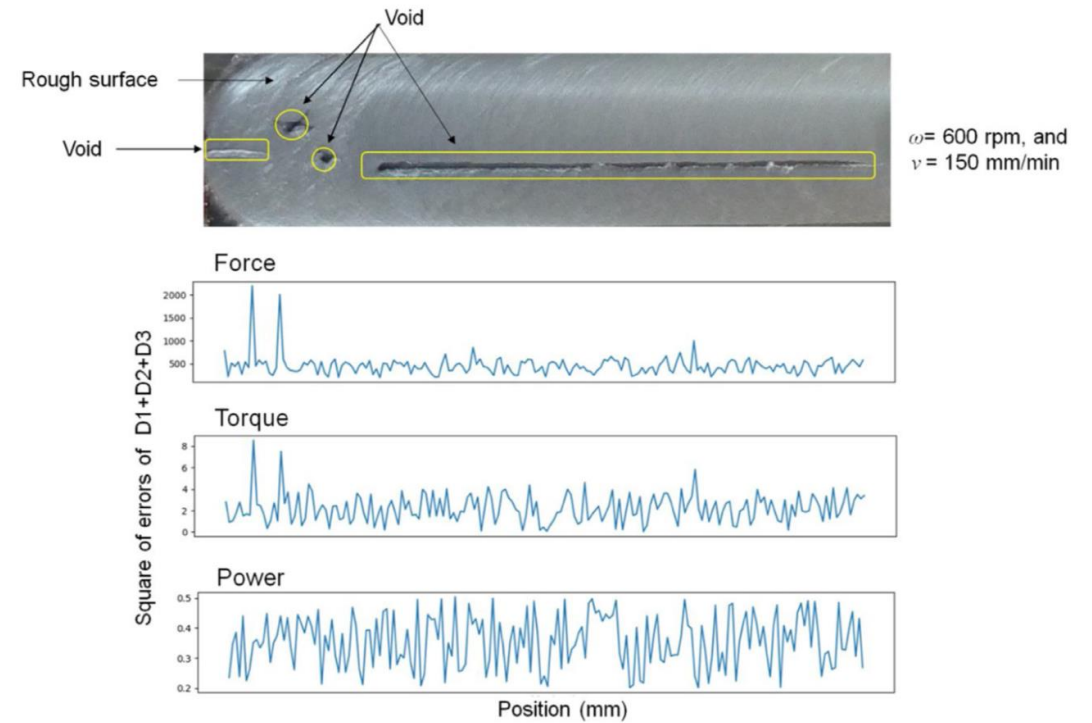 Void
Rough surface
Void
ω= 600 rpm, and
v = 150 mm/min
Force
2000
1500
1000
500
Torque
8
6
4
2
0
Power
0.5
0.4
0.3
0.2
Square of errors of D1+D2+D3
Position (mm)